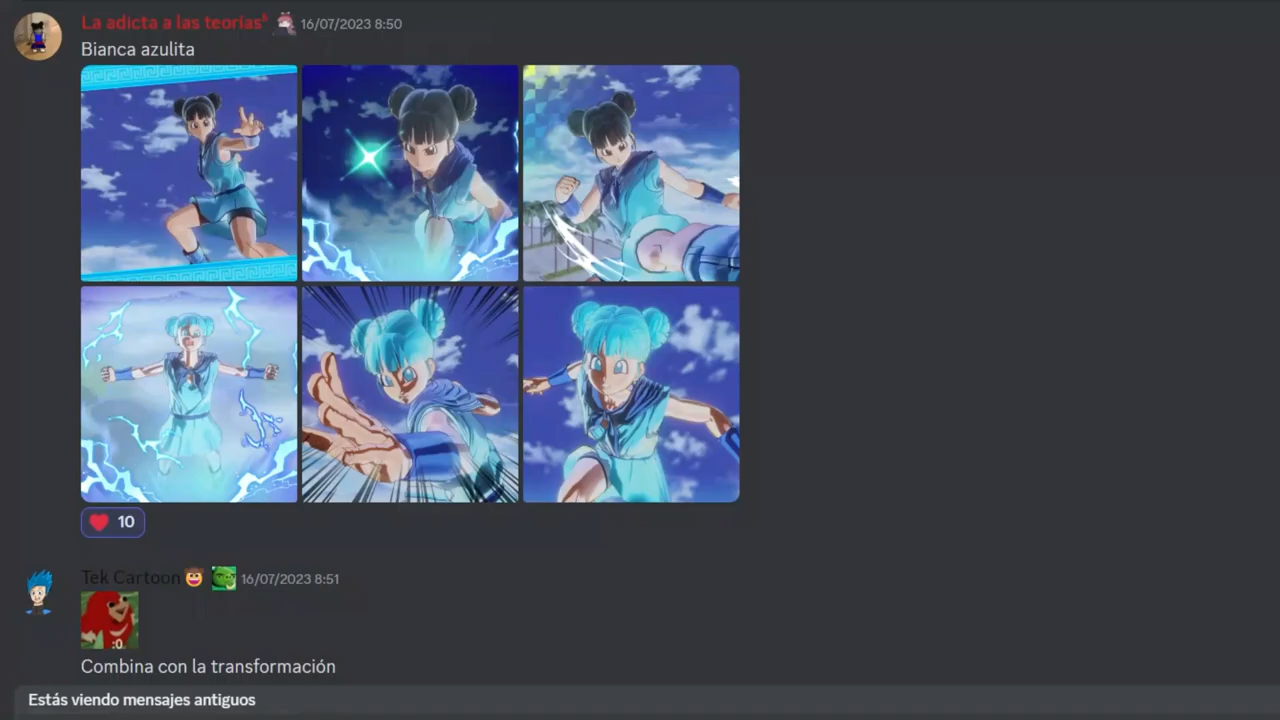 La adicta a las teorías° 16/07/2023 8:50
Bianca azulita
10
Tek Cartoon 16/07/2023 8:51
:0
Combina con la transformación
Estás viendo mensajes antiguos